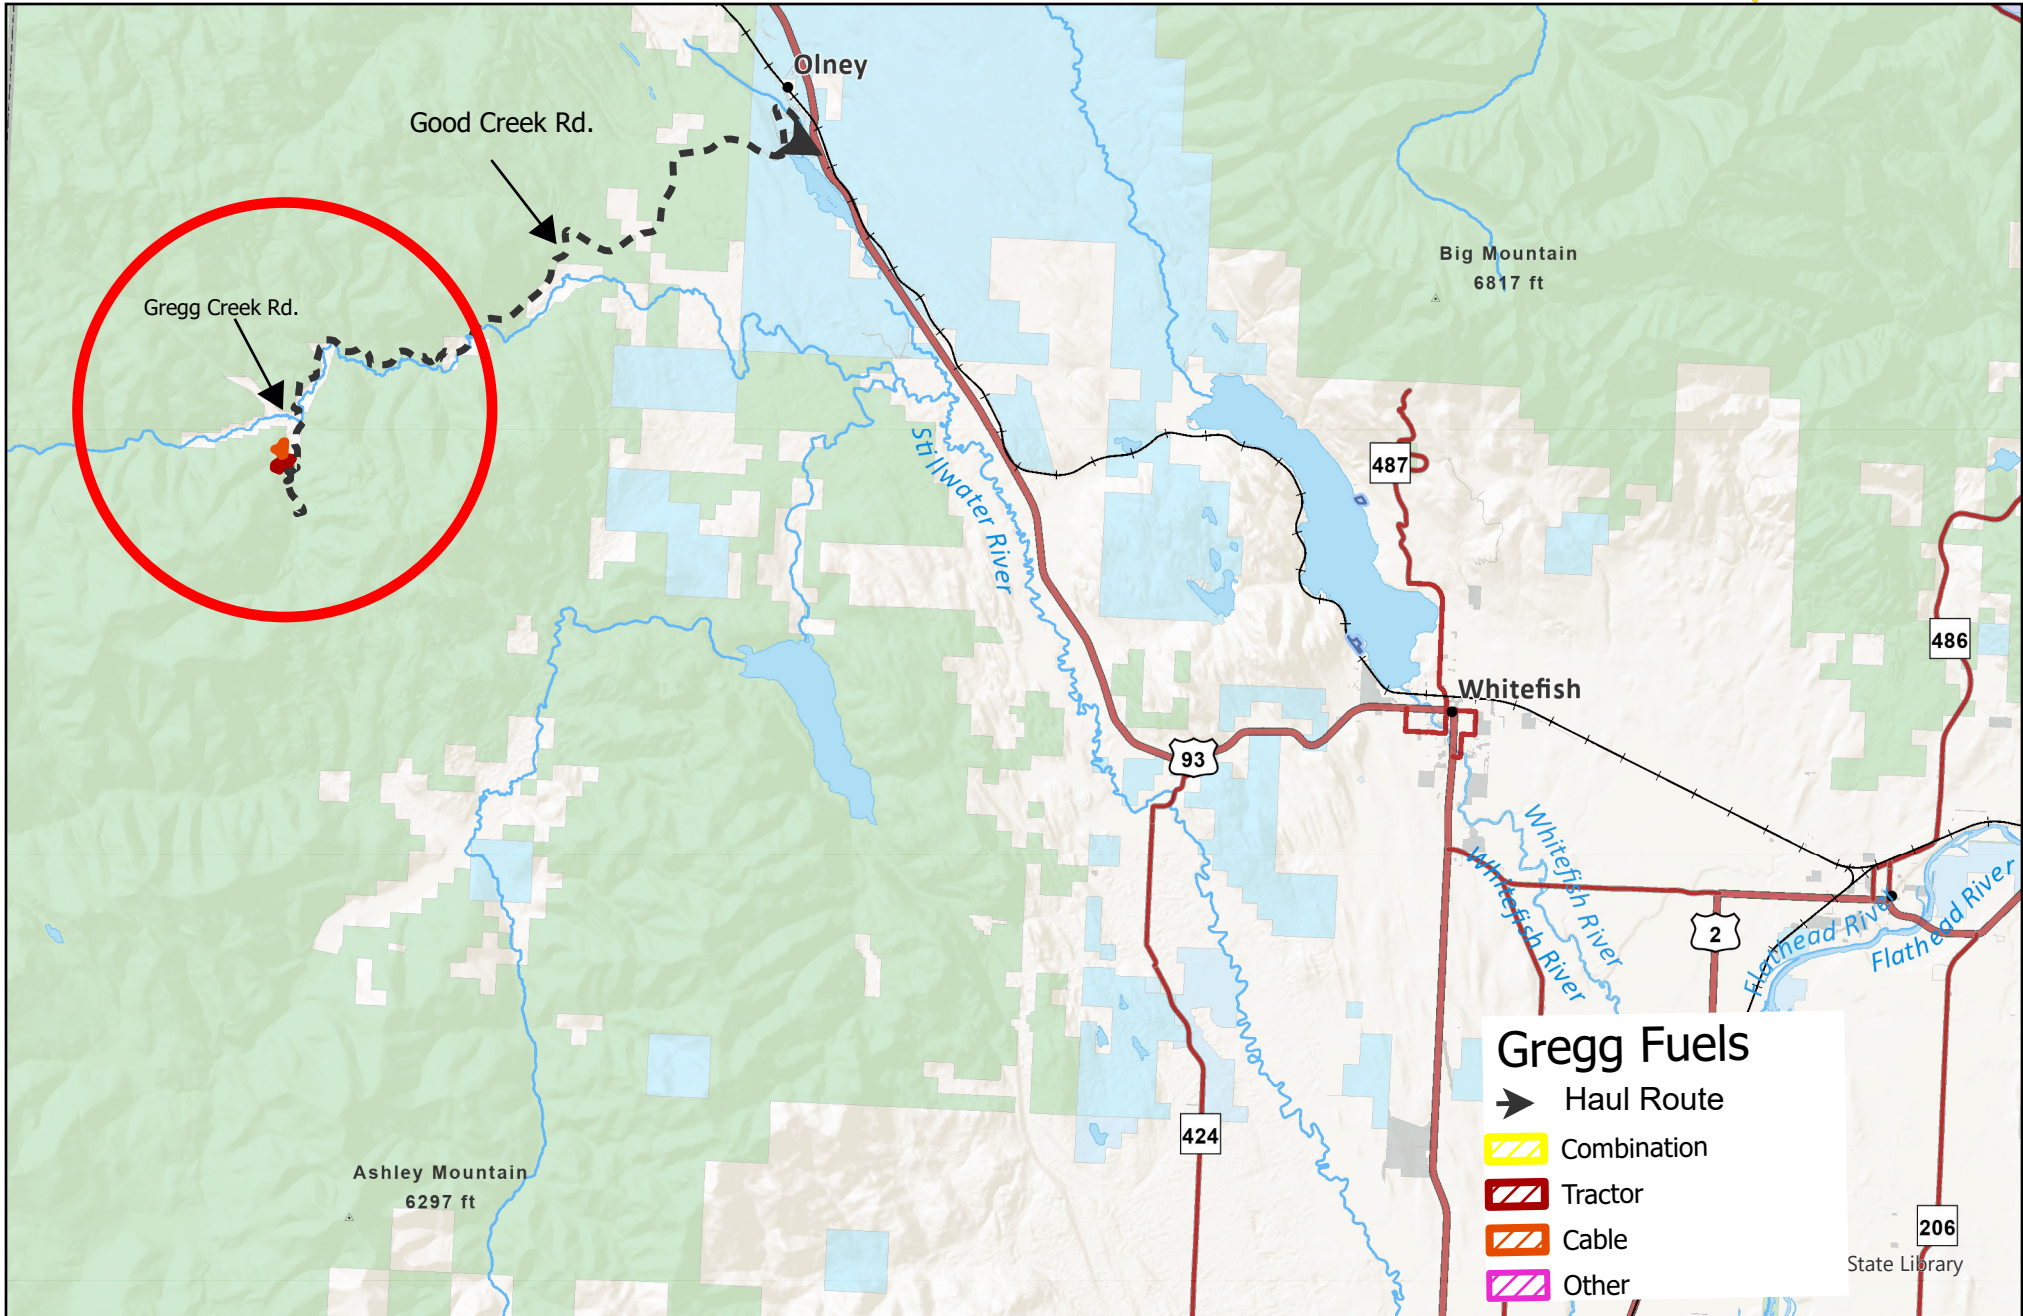 Olney
Good Creek Rd.
Big Mountain
6817 ft
Gregg Creek Rd.
487
Stillwater River
486
Whitefish
93
Whitefish River
Whitefish River
2
Flathead River
Flathead River
Gregg Fuels
Haul Route
424
Combination
Ashley Mountain
6297 ft
Tractor
206
Cable
State Library
Other